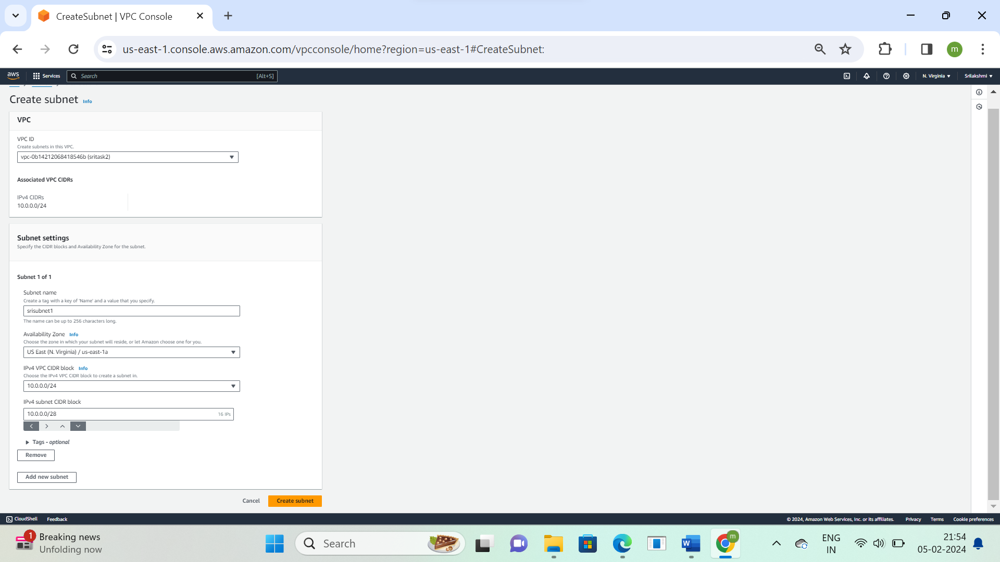 CreateSubnet | VPC Console
us-east-1.console.aws.amazon.com/vpcconsole/home?region=us-east-1#CreateSubnet:
m
aws
Services
Search
[Alt+S]
N. Virginia
Srilakshmi
Create subnet Info
VPC
VPC ID
Create subnets in this VPC.
vpc-0b14212068418546b (sritask2)
Associated VPC CIDRs
IPv4 CIDRs
10.0.0.0/24
Subnet settings
Specify the CIDR blocks and Availability Zone for the subnet.
Subnet 1 of 1
Subnet name
Create a tag with a key of 'Name' and a value that you specify.
srisubnet1
The name can be up to 256 characters long.
Availability Zone Info
Choose the zone in which your subnet will reside, or let Amazon choose one for you.
US East (N. Virginia) / us-east-1a
IPv4 VPC CIDR block Info
Choose the IPv4 VPC CIDR block to create a subnet in.
10.0.0.0/24
IPv4 subnet CIDR block
10.0.0.0/28 16 IPs
Tags - optional
Remove
Add new subnet
Cancel Create subnet
CloudShell Feedback
© 2024, Amazon Web Services, Inc. or its affiliates. Privacy Terms Cookie preferences
1
Breaking news
Unfolding now
Search
W
m
ENG
IN
21:54
05-02-2024